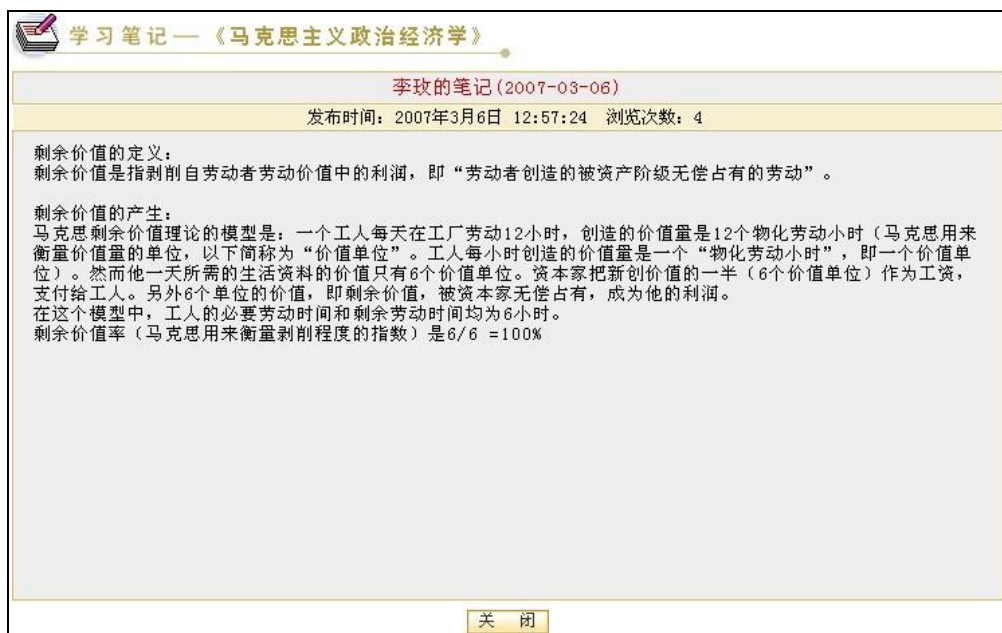 学习笔记—《马克思主义政治经济学》
李玫的笔记(2007-03-06)
发布时间：2007年3月6日 12:57:24 浏览次数：4
剩余价值的定义：
剩余价值是指剥削自劳动者劳动价值中的利润，即“劳动者创造的被资产阶级无偿占有的劳动”。
剩余价值的产生：
马克思剩余价值理论的模型是：一个工人每天在工厂劳动12小时，创造的价值量是12个物化劳动小时（马克思用来
衡量价值量的单位，以下简称为“价值单位”。工人每小时创造的价值量是一个“物化劳动小时”，即一个价值单
位）。然而他一天所需的生活资料的价值只有6个价值单位。资本家把新创价值的一半（6个价值单位）作为工资，
支付给工人。另外6个单位的价值，即剩余价值，被资本家无偿占有，成为他的利润。
在这个模型中，工人的必要劳动时间和剩余劳动时间均为6小时。
剩余价值率（马克思用来衡量剥削程度的指数）是6/6 =100%
关 闭